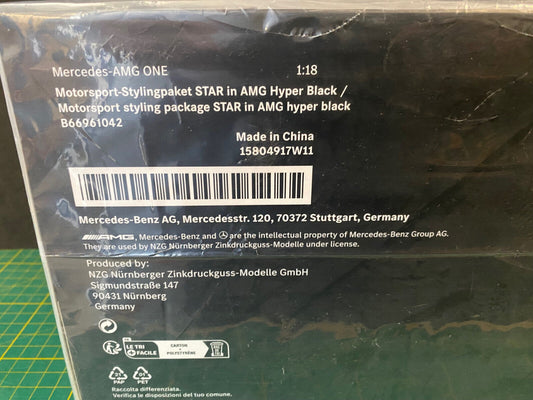 Mercedes-AMG ONE 1:18
Motorsport-Stylingpaket STAR in AMG Hyper Black /
Motorsport styling package STAR in AMG hyper black
B66961042
Made in China
15804917W11
Mercedes-Benz AG, Mercedesstr. 120, 70372 Stuttgart, Germany
AMG, Mercedes-Benz and are the intellectual property of Mercedes-Benz Group AG.
They are used by NZG Nürnberger Zinkdruckguss-Modelle under license.
Produced by:
NZG Nürnberger Zinkdruckguss-Modelle GmbH
Sigmundstraße 147
90431 Nürnberg
Germany
FR
LE TRI
+ FACILE
CARTON
+
POLYSTYRÈNE
21
PAP
01
PET
Raccolta differenziata.
Verifica le disposizioni del tuo comune.